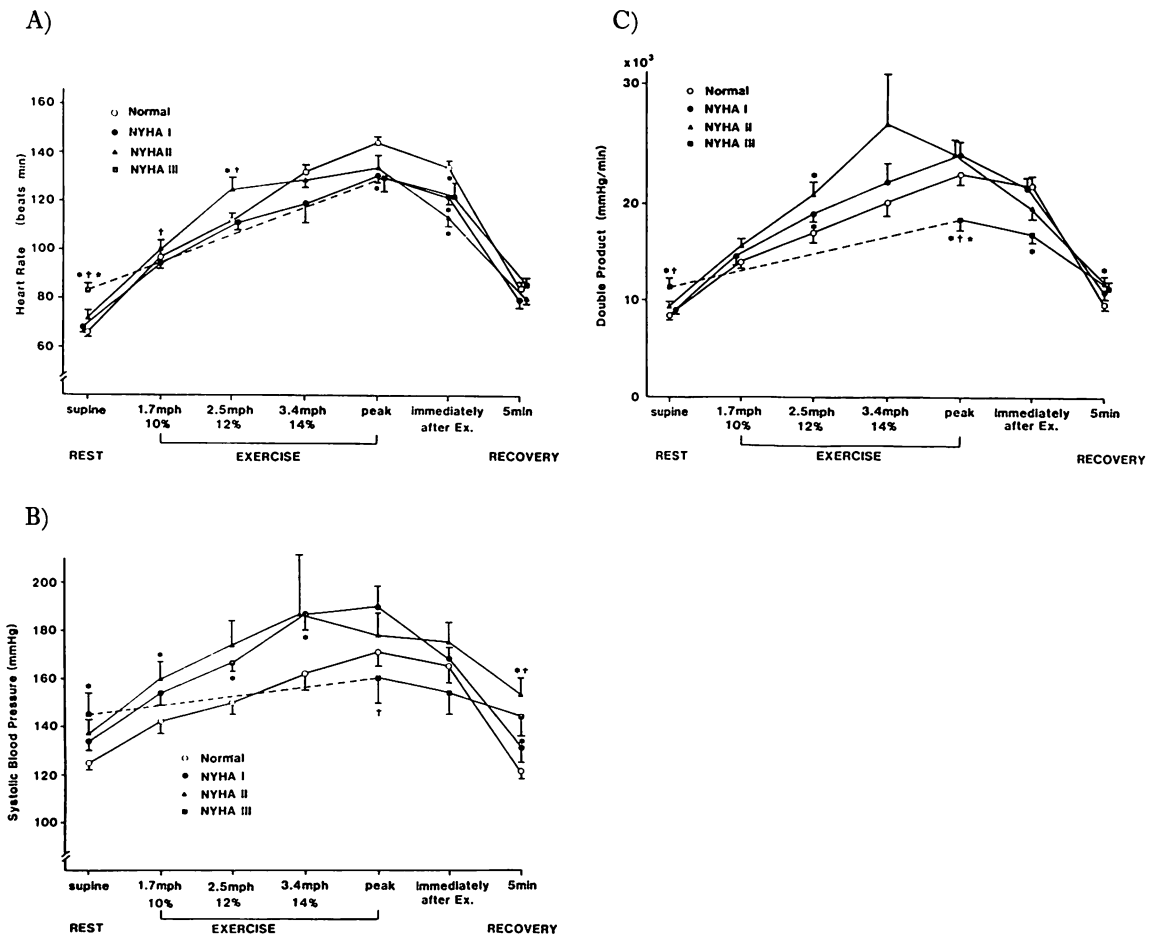 A)
160
140
120
100
80
60
Heart Rate (beats min)
Normal
NYHA I
NYHA II
NYHA III
* † *
†
* †
*
*
*
*
supine
1.7mph
2.5mph
3.4mph
peak
immediately
5min
10%
12%
14%
after Ex.
REST
EXERCISE
RECOVERY
C)
x10³
30
20
10
0
Double Product (mmHg/min)
Normal
NYHA I
NYHA II
NYHA III
* †
*
*
* † *
*
*
supine
1.7mph
2.5mph
3.4mph
peak
Immediately
5min
10%
12%
14%
after Ex.
REST
EXERCISE
RECOVERY
B)
200
180
160
140
120
100
Systolic Blood Pressure (mmHg)
Normal
NYHA I
NYHA II
NYHA III
*
*
*
*
†
* †
*
supine
1.7mph
2.5mph
3.4mph
peak
Immediately
5min
10%
12%
14%
after Ex.
REST
EXERCISE
RECOVERY